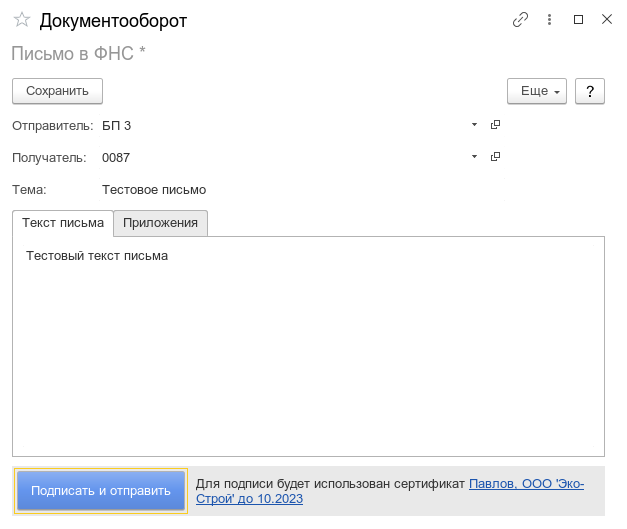 Документооборот
Письмо в ФНС *
Сохранить
Еще
?
Отправитель: БП 3
Получатель: 0087
Тема: Тестовое письмо
Текст письма
Приложения
Тестовый текст письма
Подписать и отправить
Для подписи будет использован сертификат Павлов, ООО 'Эко-
Строй' до 10.2023